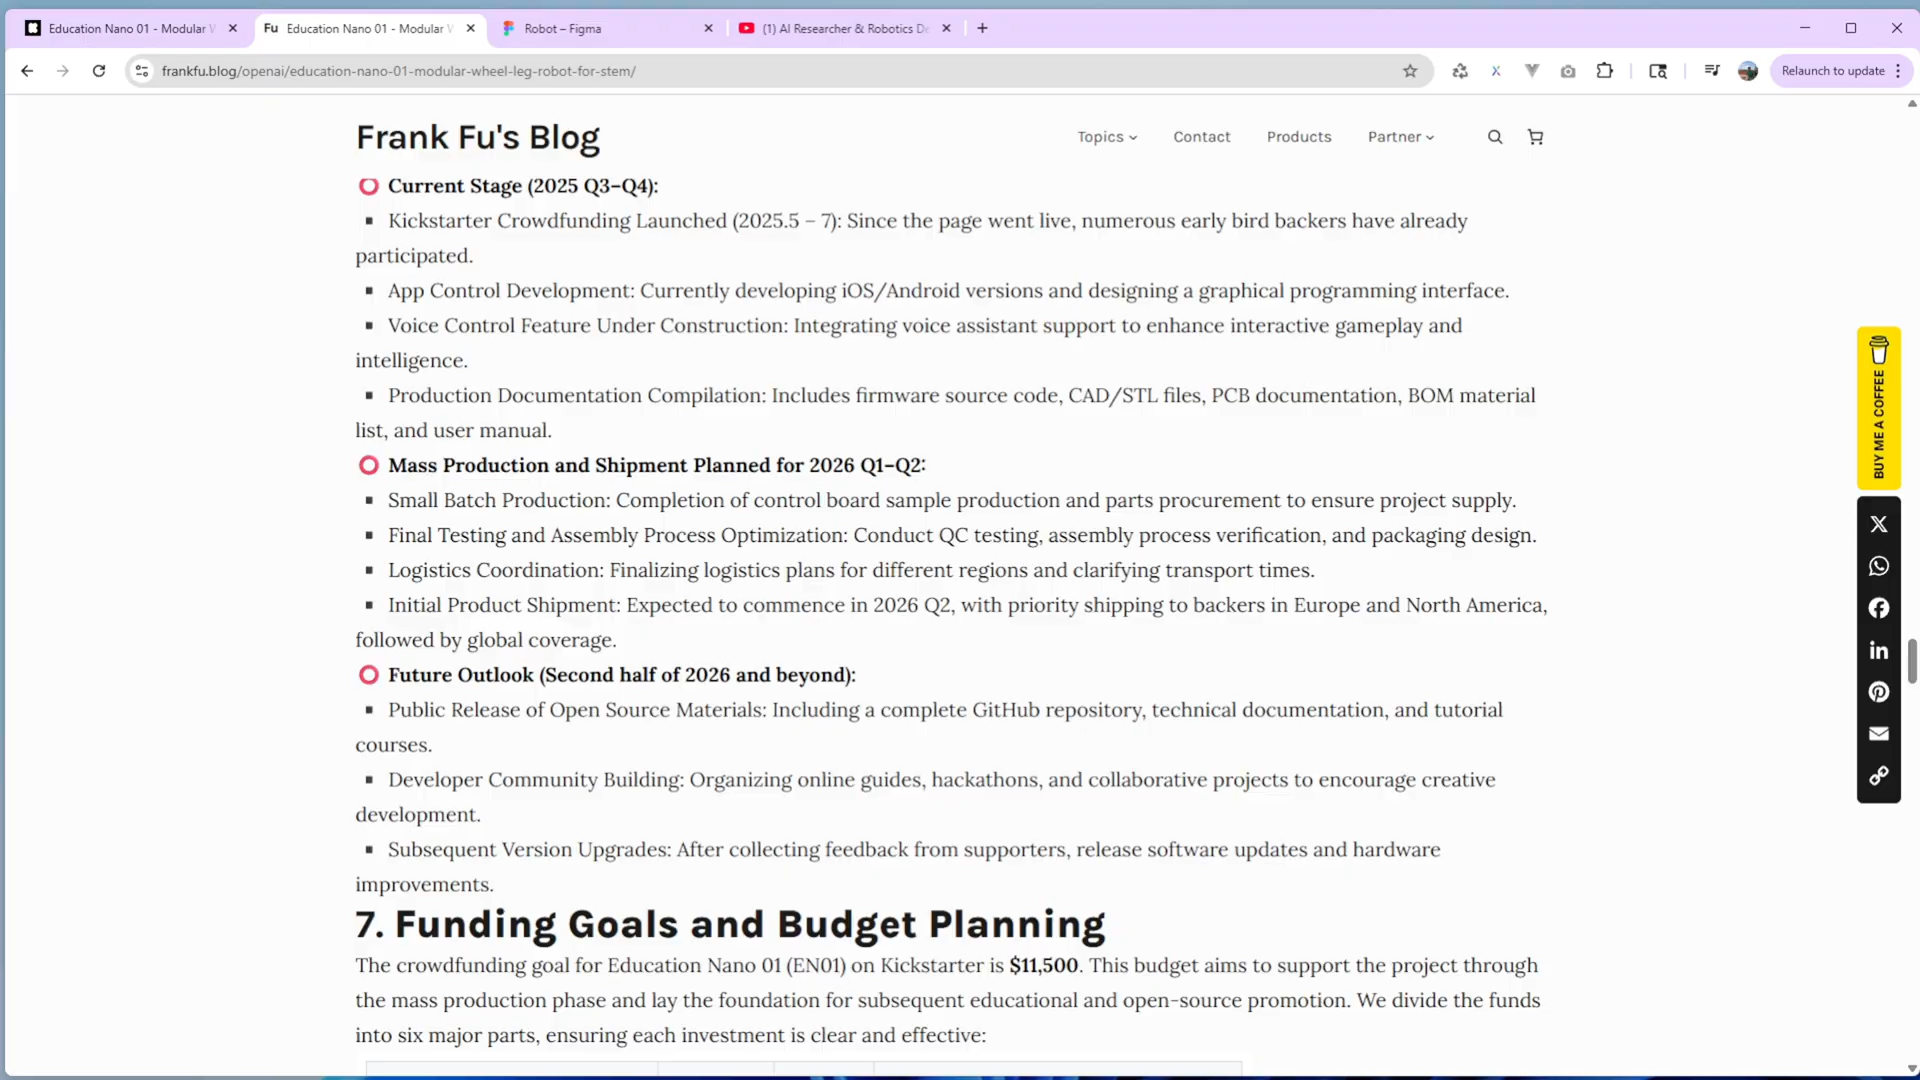 Education Nano 01 - Modular W
Fu Education Nano 01 - Modular W
Robot – Figma
(1) AI Researcher & Robotics De
frankfu.blog/openai/education-nano-01-modular-wheel-leg-robot-for-stem/
Relaunch to update
Frank Fu's Blog
Topics
Contact
Products
Partner
Current Stage (2025 Q3–Q4):
▪ Kickstarter Crowdfunding Launched (2025.5 – 7): Since the page went live, numerous early bird backers have already
participated.
▪ App Control Development: Currently developing iOS/Android versions and designing a graphical programming interface.
▪ Voice Control Feature Under Construction: Integrating voice assistant support to enhance interactive gameplay and
intelligence.
▪ Production Documentation Compilation: Includes firmware source code, CAD/STL files, PCB documentation, BOM material
list, and user manual.
Mass Production and Shipment Planned for 2026 Q1–Q2:
▪ Small Batch Production: Completion of control board sample production and parts procurement to ensure project supply.
▪ Final Testing and Assembly Process Optimization: Conduct QC testing, assembly process verification, and packaging design.
▪ Logistics Coordination: Finalizing logistics plans for different regions and clarifying transport times.
▪ Initial Product Shipment: Expected to commence in 2026 Q2, with priority shipping to backers in Europe and North America,
followed by global coverage.
Future Outlook (Second half of 2026 and beyond):
▪ Public Release of Open Source Materials: Including a complete GitHub repository, technical documentation, and tutorial
courses.
▪ Developer Community Building: Organizing online guides, hackathons, and collaborative projects to encourage creative
development.
▪ Subsequent Version Upgrades: After collecting feedback from supporters, release software updates and hardware
improvements.
7. Funding Goals and Budget Planning
The crowdfunding goal for Education Nano 01 (EN01) on Kickstarter is $11,500. This budget aims to support the project through
the mass production phase and lay the foundation for subsequent educational and open-source promotion. We divide the funds
into six major parts, ensuring each investment is clear and effective:
BUY ME A COFFEE